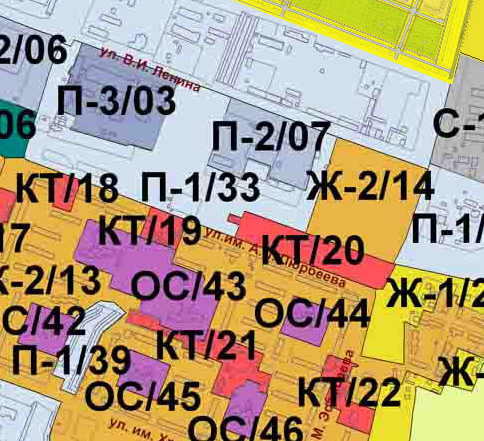 2/06
ул. В.И. Ленина
П-3/03
06
П-2/07
С-1
КТ/18
П-1/33
Ж-2/14
17
КТ/19
П-1/
ул.им. А.
КТ/20
Ж-2/13
ОС/43
Ж-1/2
ОС/44
С/42
КТ/21
П-1/39
Ж-
ОС/45
КТ/22
ОС/46
ул. им.